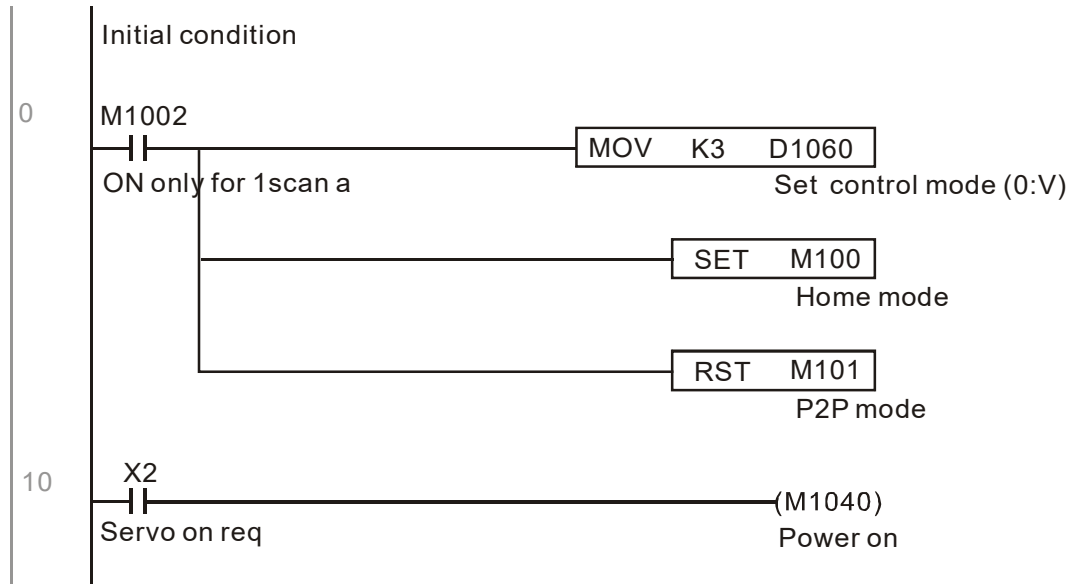 Initial condition
0
M1002
MOV K3 D1060
ON only for 1scan a
Set control mode (0:V)
SET M100
Home mode
RST M101
P2P mode
10
X2
(M1040)
Servo on req
Power on